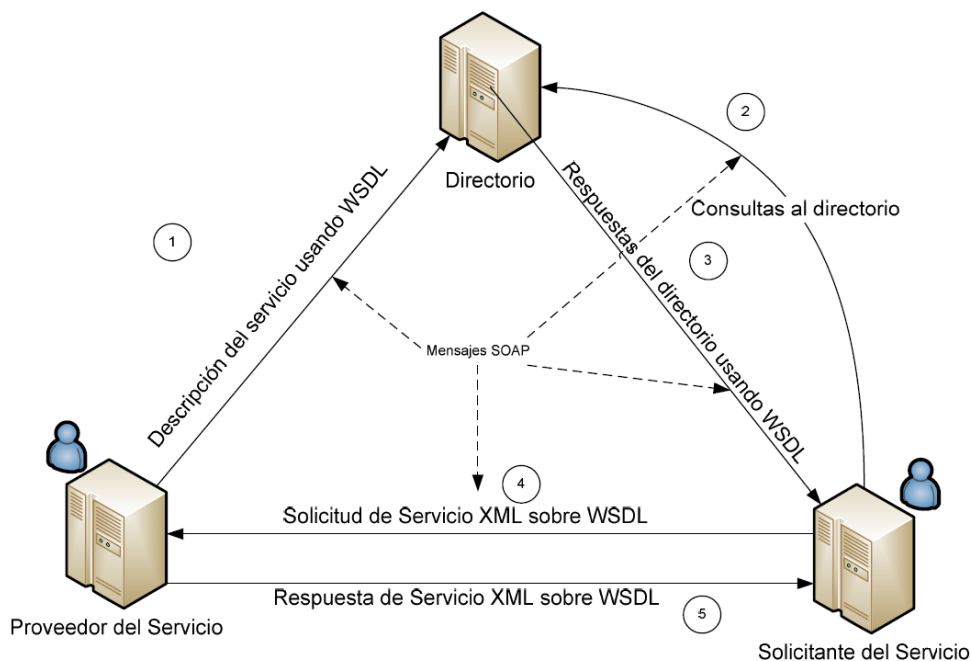 Directorio
2
Consultas al directorio
1
Descripción del servicio usando WSDL
Respuestas del directorio usando WSDL
3
Mensajes SOAP
4
Solicitud de Servicio XML sobre WSDL
Respuesta de Servicio XML sobre WSDL
5
Proveedor del Servicio
Solicitante del Servicio